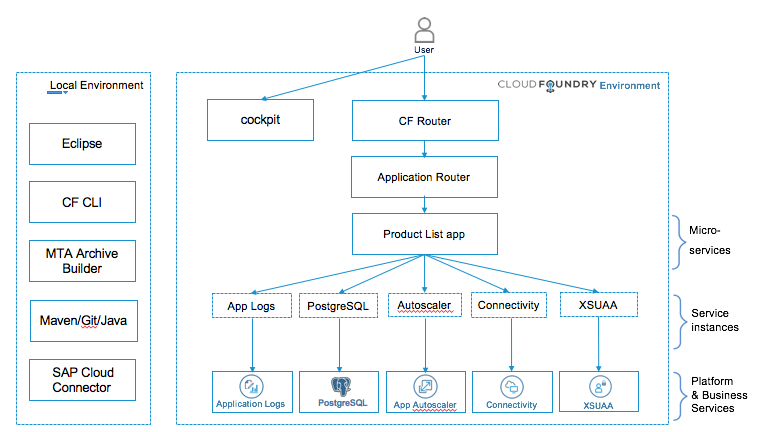 User
Local Environment
CLOUDFOUNDRY Environment
cockpit
CF Router
Eclipse
Application Router
CF CLI
Product List app
Micro-
services
MTA Archive
Builder
App Logs
PostgreSQL
Autoscaler
Connectivity
XSUAA
Service
instances
Maven/Git/Java
SAP Cloud
Connector
Application Logs
PostgreSQL
App Autoscaler
Connectivity
XSUAA
Platform
& Business
Services